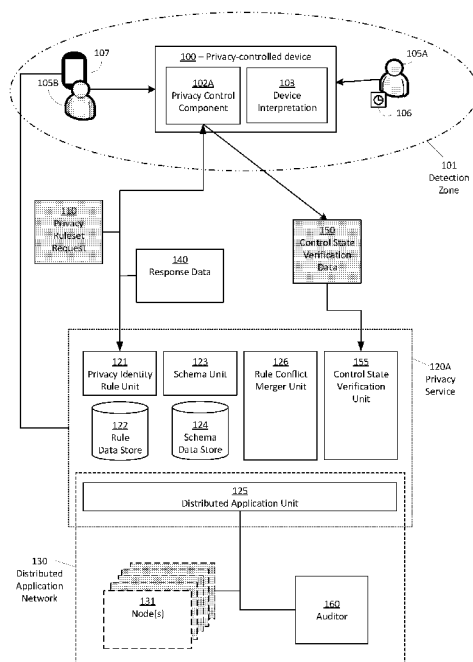 107
105B
100 – Privacy-controlled device
102A
Privacy Control
Component
103
Device
Interpretation
105A
106
101
Detection
Zone
110
Privacy
Ruleset
Request
140
Response Data
150
Control State
Verification
Data
121
Privacy Identity
Rule Unit
123
Schema Unit
126
Rule Conflict
Merger Unit
155
Control State
Verification
Unit
120A
Privacy
Service
122
Rule
Data Store
124
Schema
Data Store
125
Distributed Application Unit
130
Distributed
Application
Network
131
Node(s)
160
Auditor